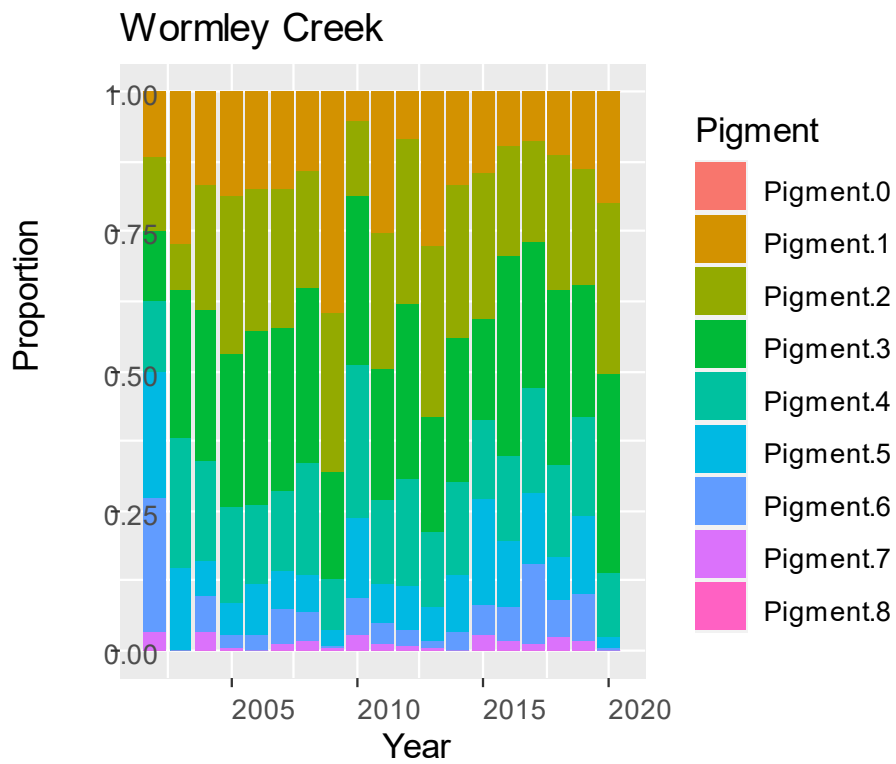 Wormley Creek
1.00
0.75
0.50
0.25
0.00
Proportion
2005
2010
2015
2020
Year
Pigment
Pigment.0
Pigment.1
Pigment.2
Pigment.3
Pigment.4
Pigment.5
Pigment.6
Pigment.7
Pigment.8